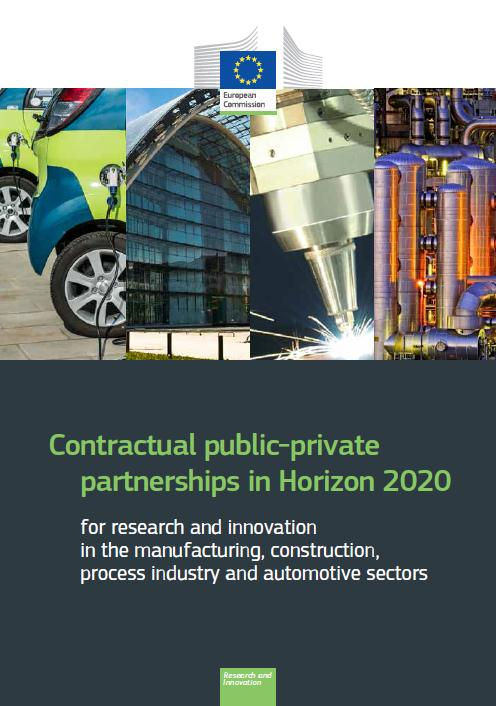 European
Commission
Contractual public-private
partnerships in Horizon 2020
for research and innovation
in the manufacturing, construction,
process industry and automotive sectors
Research and
Innovation